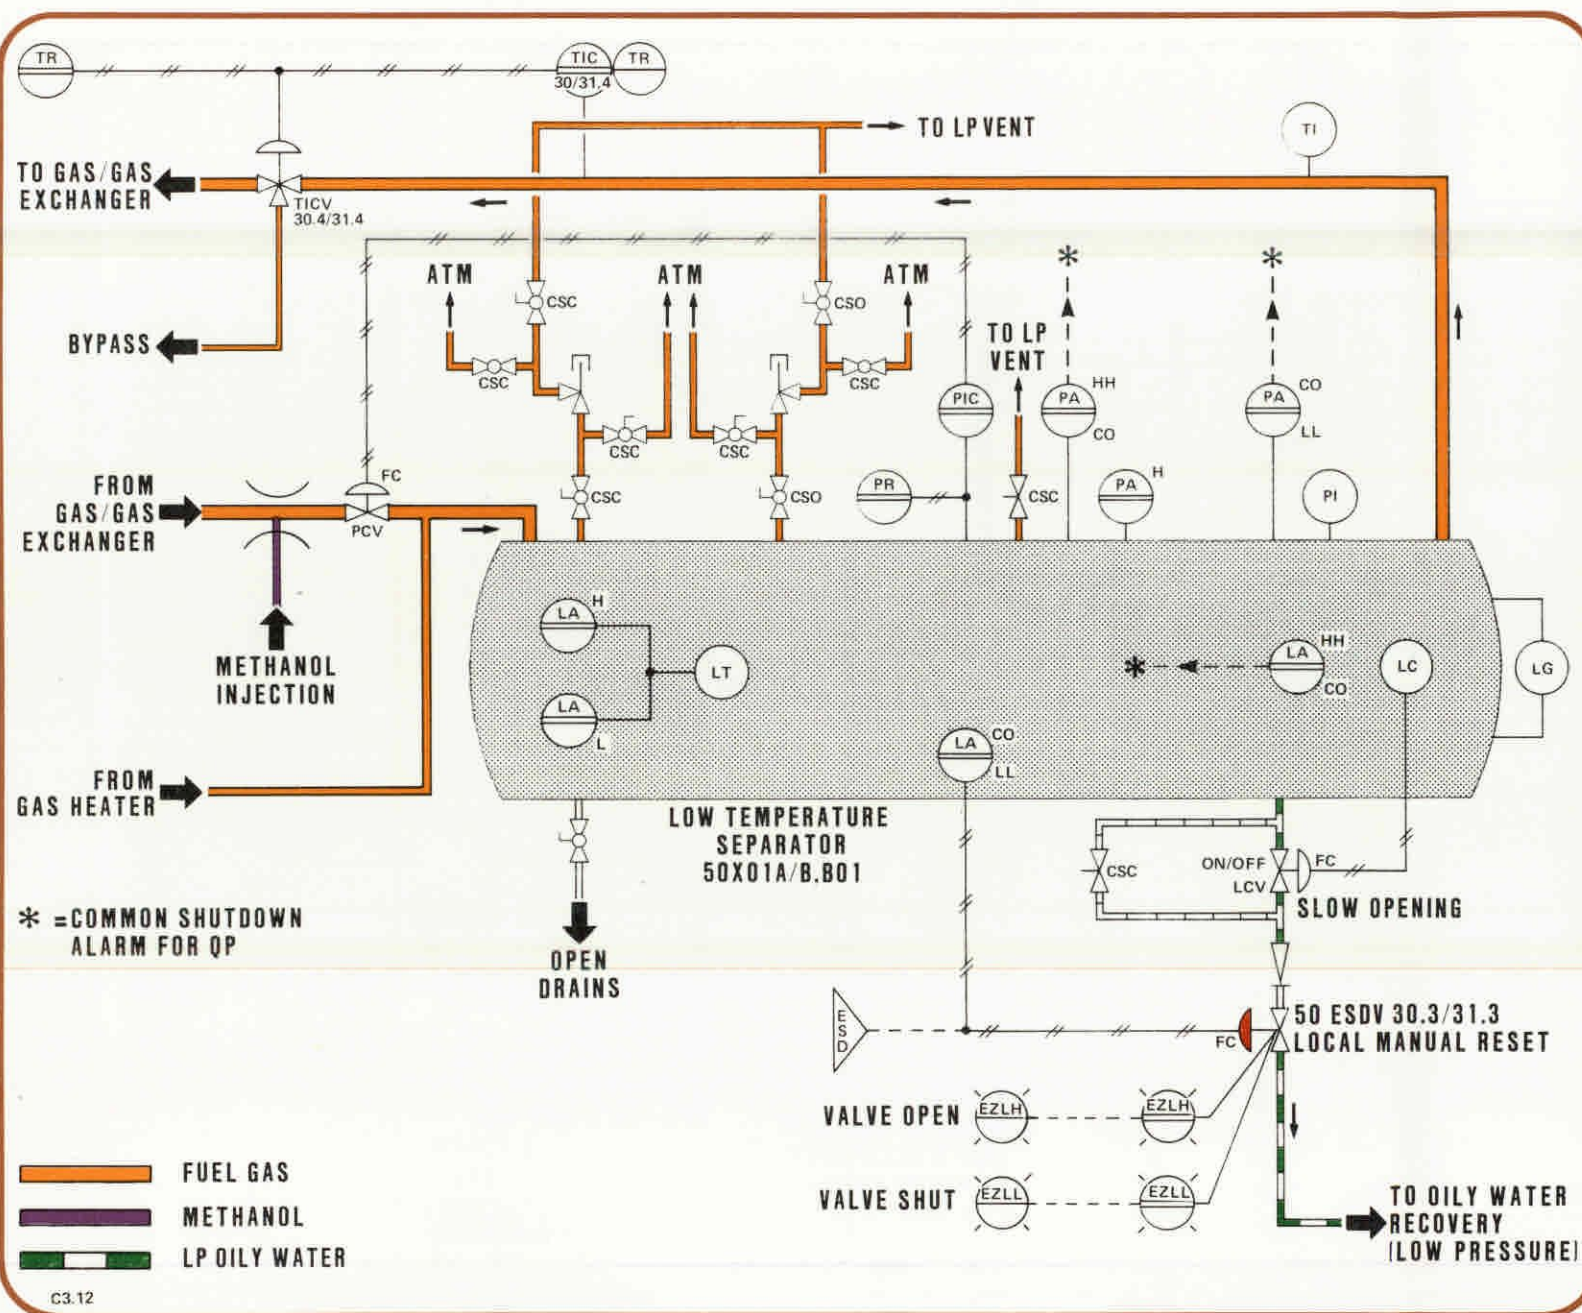 TR
TIC
30/31.4
TR
TO LP VENT
TI
TO GAS/GAS
EXCHANGER
TICV
30.4/31.4
ATM
CSC
ATM
CSO
ATM
*
*
BYPASS
TO LP
VENT
CSC
CSC
PIC
PA
HH
CO
PA
CO
LL
CSC
CSC
FROM
GAS/GAS
EXCHANGER
FC
PCV
CSC
CSO
PR
CSC
PA
H
PI
METHANOL
INJECTION
LA
H
LT
LA
L
*
LA
HH
CO
LC
LG
LA
CO
LL
FROM
GAS HEATER
LOW TEMPERATURE
SEPARATOR
50X01A/B.B01
CSC
ON/OFF
LCV
FC
SLOW OPENING
* =COMMON SHUTDOWN
ALARM FOR QP
OPEN
DRAINS
ESD
FC
50 ESDV 30.3/31.3
LOCAL MANUAL RESET
VALVE OPEN
EZLH
EZLH
VALVE SHUT
EZLL
EZLL
TO OILY WATER
RECOVERY
(LOW PRESSURE)
FUEL GAS
METHANOL
LP OILY WATER
C3.12